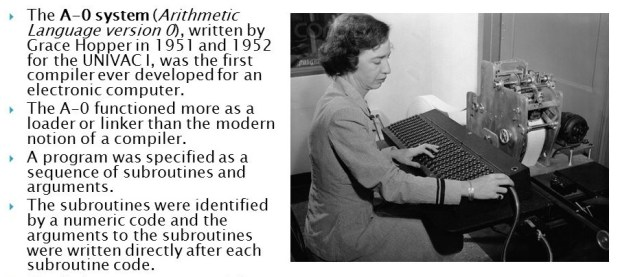 The A-0 system (Arithmetic
Language version 0), written by
Grace Hopper in 1951 and 1952
for the UNIVAC I, was the first
compiler ever developed for an
electronic computer.
The A-0 functioned more as a
loader or linker than the modern
notion of a compiler.
A program was specified as a
sequence of subroutines and
arguments.
The subroutines were identified
by a numeric code and the
arguments to the subroutines
were written directly after each
subroutine code.